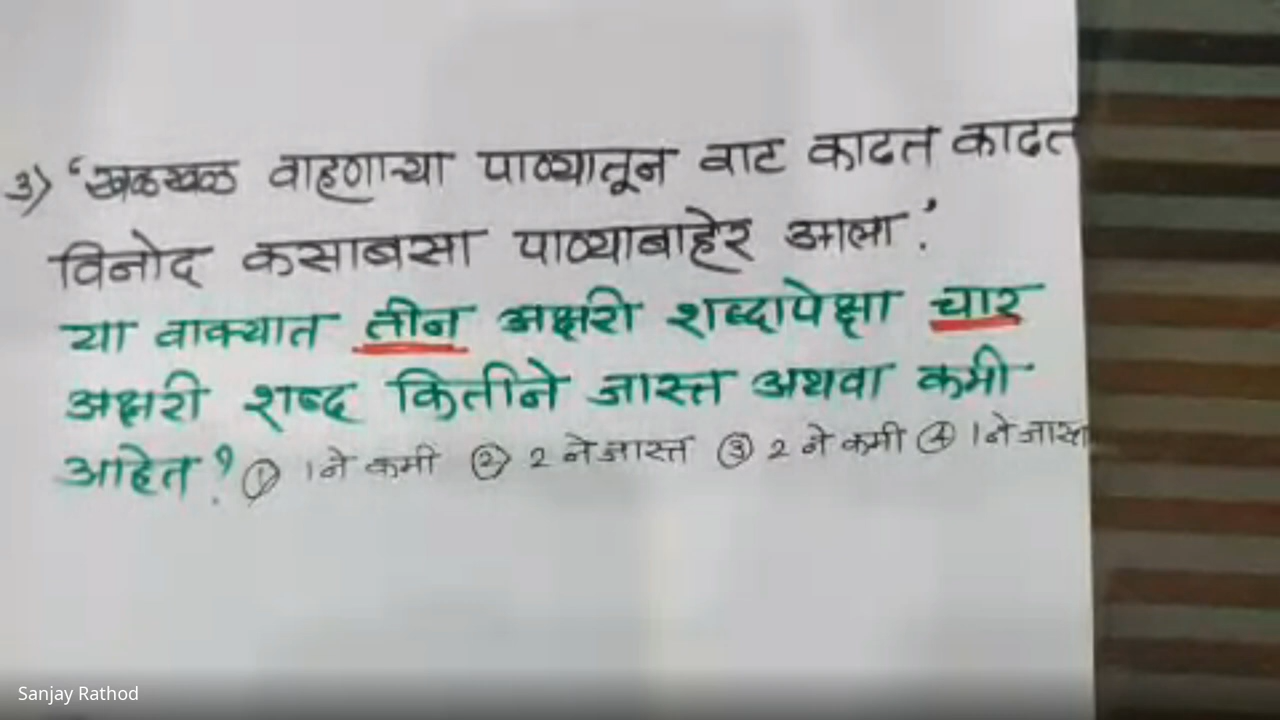 3) 'खळखळ वाहणाऱ्या पाळ्यातून वाट काढत काढत
विनोद कसाबसा पाळ्याबाहेर आला.'
या वाक्यात तीन अक्षरी शब्दापेक्षा चार
अक्षरी शब्द कितीने जास्त अथवा कमी
आहेत? ① 1ने कमी ② 2 ने जास्त ③ 2 ने कमी ④ 1ने जास्त
Sanjay Rathod